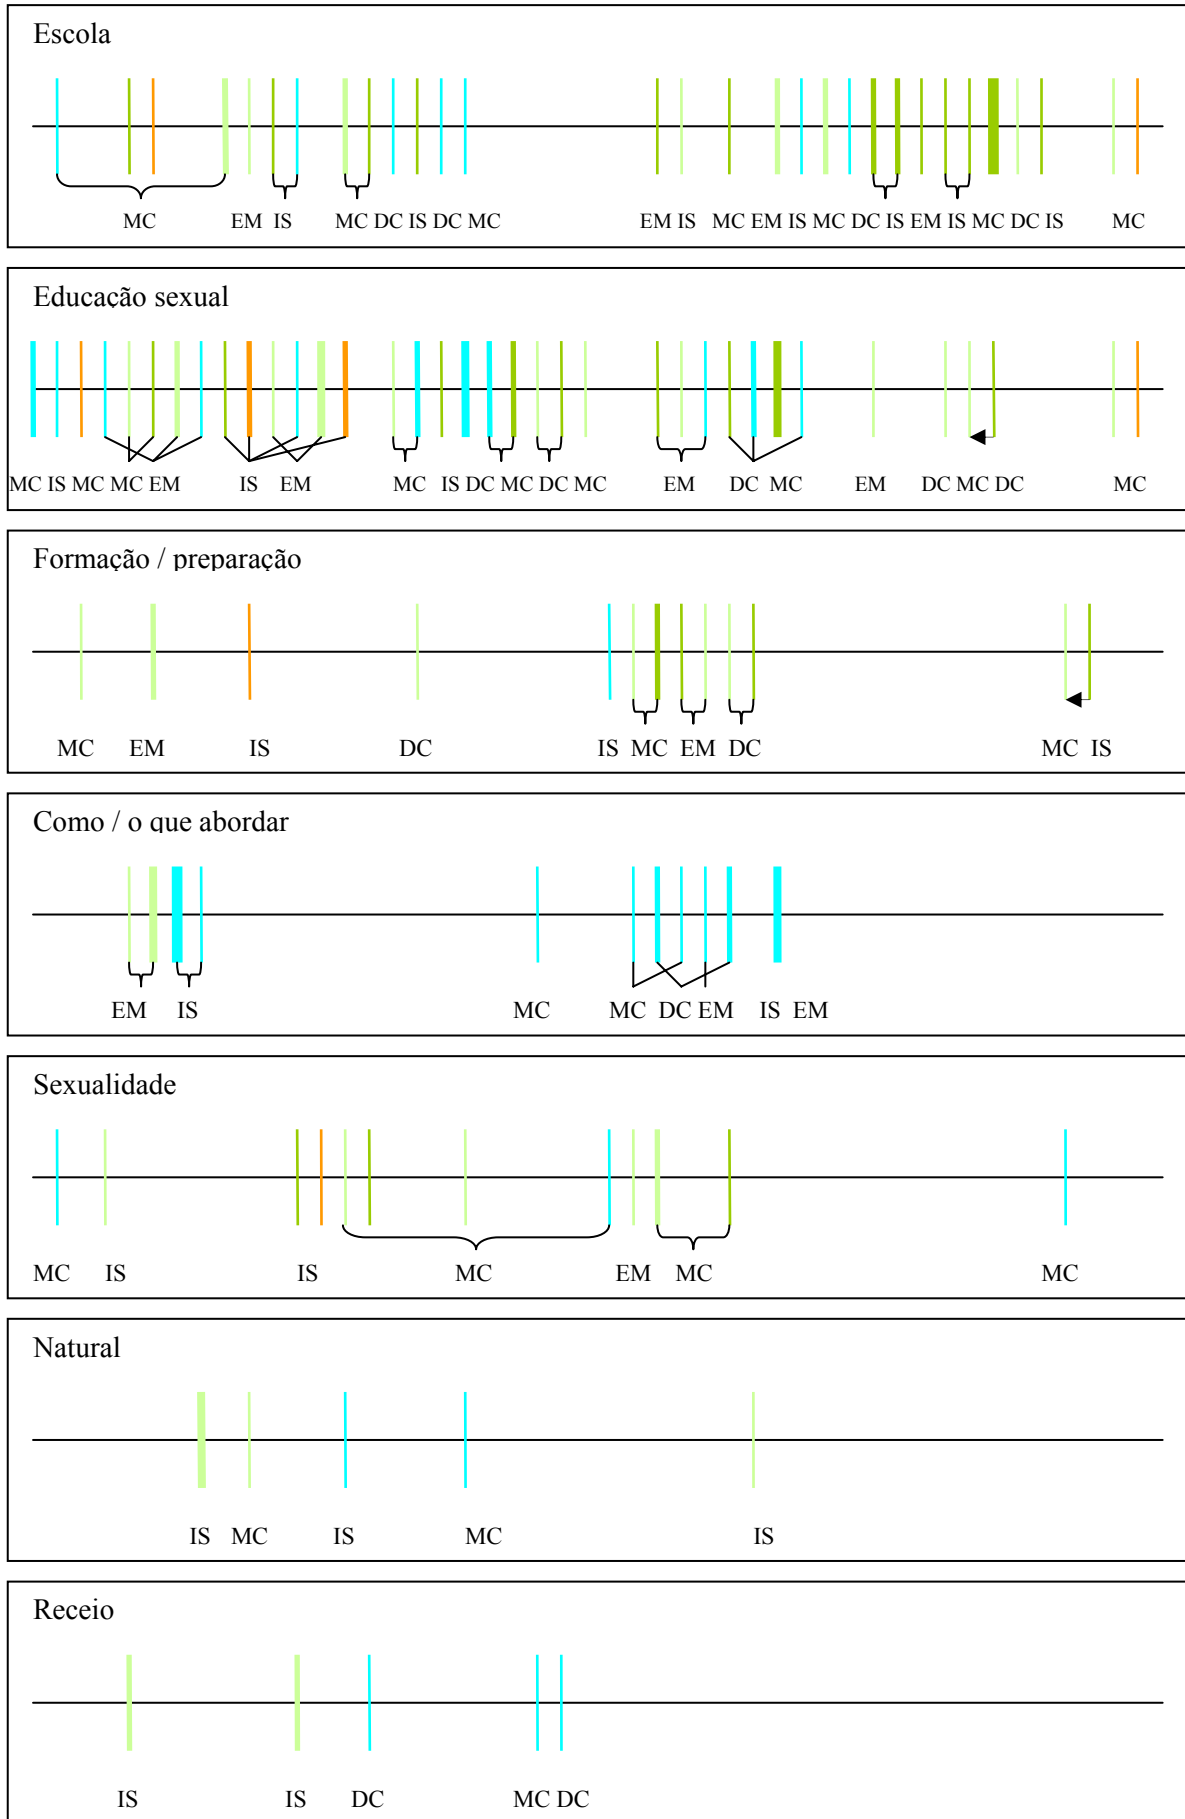 Escola
MC EM IS MC DC IS DC MC EM IS MC EM IS MC DC IS EM IS MC DC IS MC
Educação sexual
MC IS MC MC EM IS EM MC IS DC MC DC MC EM DC MC EM DC MC DC MC
Formação / preparação
MC EM IS DC IS MC EM DC MC IS
Como / o que abordar
EM IS MC MC DC EM IS EM
Sexualidade
MC IS IS MC EM MC MC
Natural
IS MC IS MC IS
Receio
IS IS DC MC DC